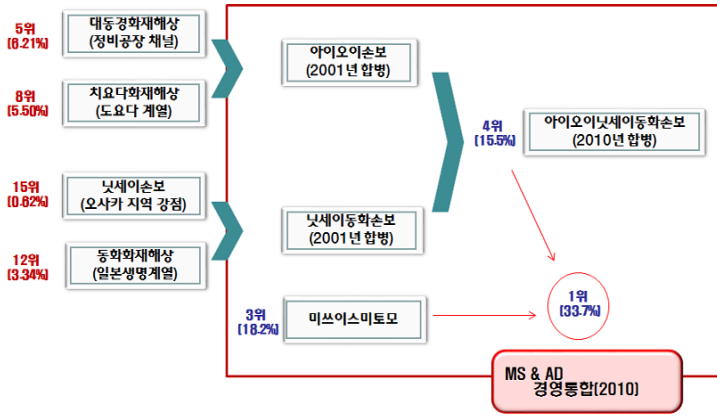 5위
(6.21%)
대동경화재해상
(정비공장 채널)
8위
(5.50%)
치요다화재해상
(도요다 계열)
아이오이손보
(2001년 합병)
15위
(0.62%)
닛세이손보
(오사카 지역 강점)
12위
(3.34%)
동화화재해상
(일본생명계열)
닛세이동화손보
(2001년 합병)
4위
(15.5%)
아이오이닛세이동화손보
(2010년 합병)
3위
(18.2%)
미쓰이스미토모
1위
(33.7%)
MS & AD
경영통합(2010)